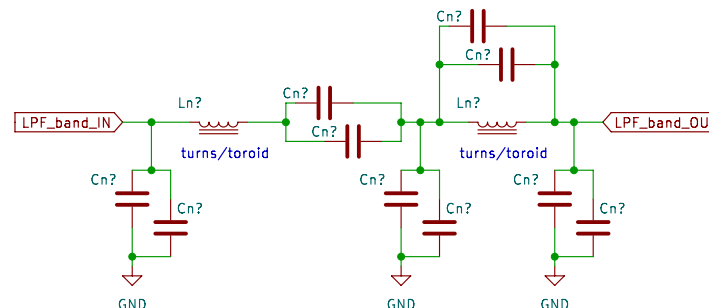 Cn?
Cn?
Ln?
Cn?
Ln?
LPF_band_IN
Cn?
LPF_band_OU
turns/toroid
turns/toroid
Cn?
Cn?
Cn?
Cn?
Cn?
Cn?
GND
GND
GND